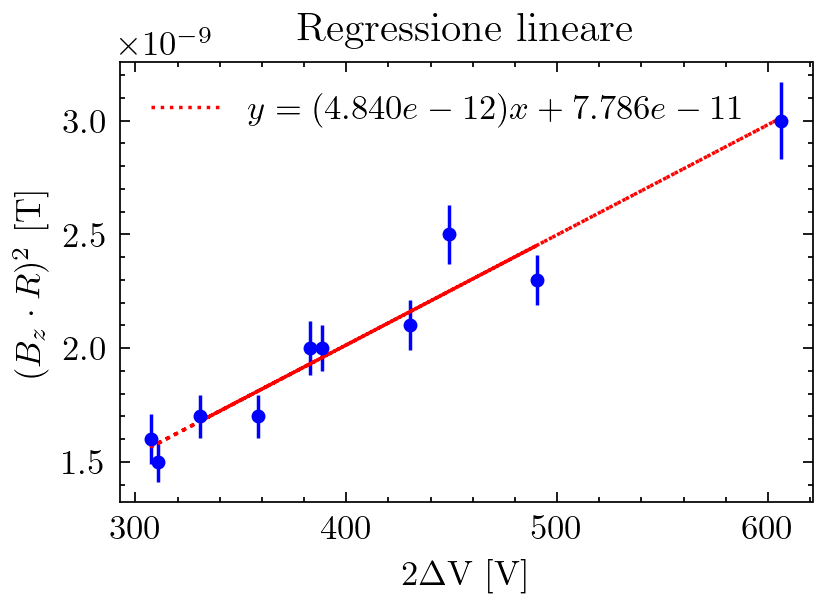 Regressione lineare
×10⁻⁹
y = (4.840e − 12)x + 7.786e − 11
3.0
2.5
2.0
1.5
(B_z · R)² [T]
300 400 500 600
2ΔV [V]